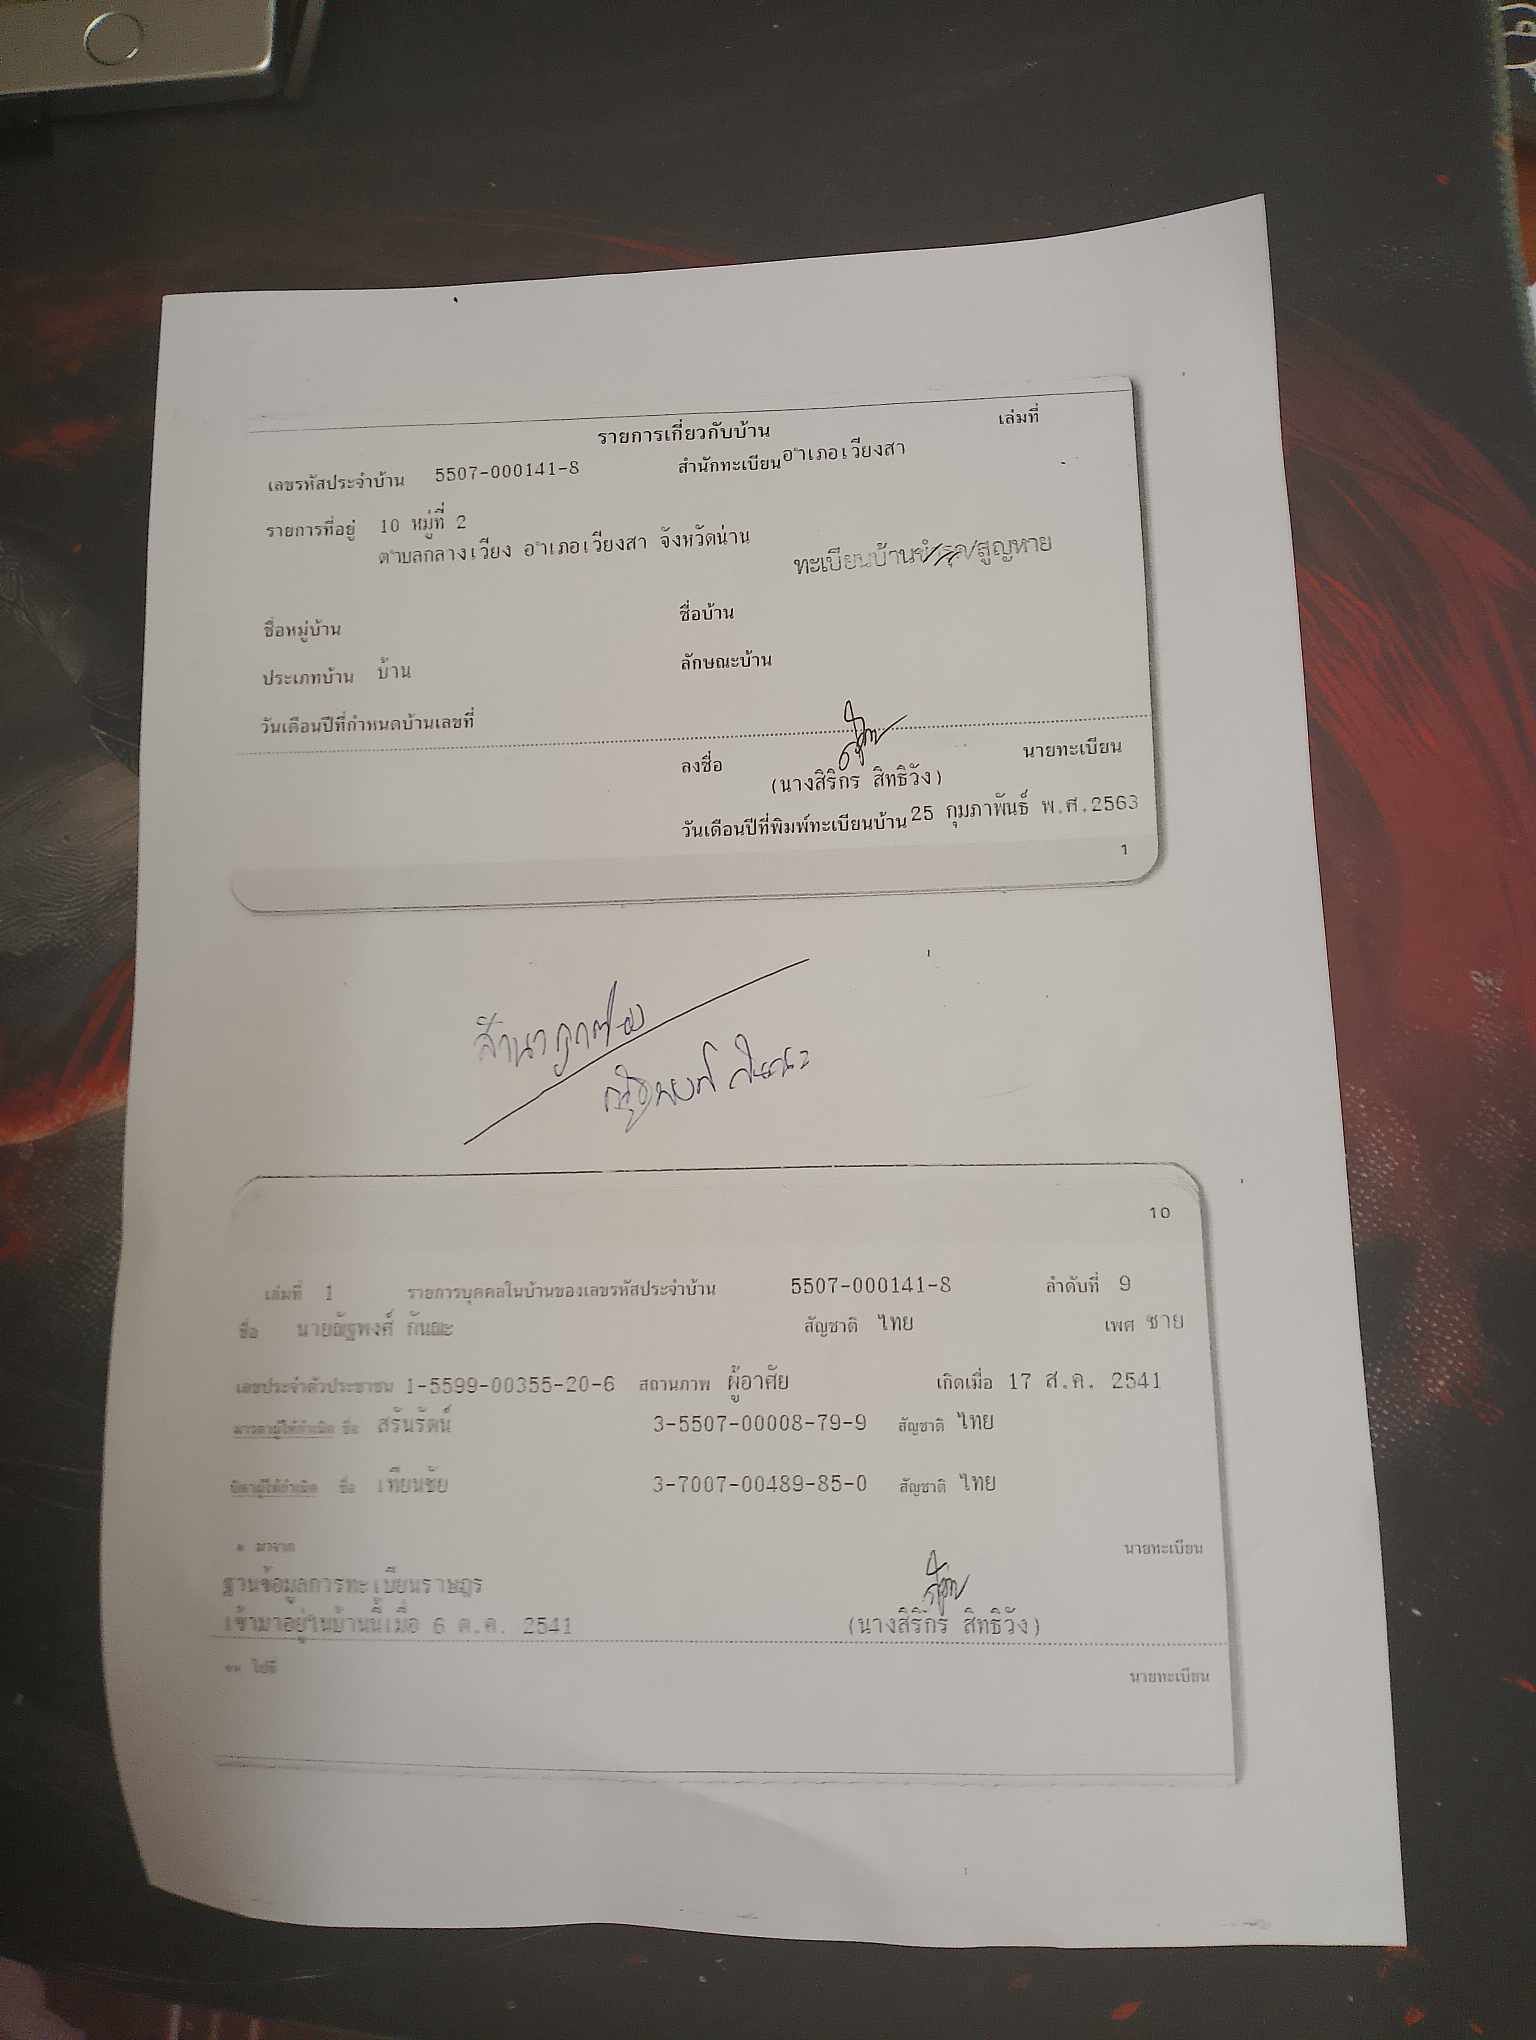 รายการเกี่ยวกับบ้าน เล่มที่
เลขรหัสประจำบ้าน 5507-000141-8 สำนักทะเบียน อำเภอเวียงสา
รายการที่อยู่ 10 หมู่ที่ 2
ตำบลกลางเวียง อำเภอเวียงสา จังหวัดน่าน
ทะเบียนบ้านชำรุด/สูญหาย
ชื่อหมู่บ้าน ชื่อบ้าน
ประเภทบ้าน บ้าน ลักษณะบ้าน
วันเดือนปีที่กำหนดบ้านเลขที่
ลงชื่อ นายทะเบียน
(นางสิริกร สิทธิวัง)
วันเดือนปีที่พิมพ์ทะเบียนบ้าน 25 กุมภาพันธ์ พ.ศ.2563
1
สำเนาถูกต้อง
ณัฐพงศ์ กันณะ
10
เล่มที่ 1 รายการบุคคลในบ้านของเลขรหัสประจำบ้าน 5507-000141-8 ลำดับที่ 9
ชื่อ นายณัฐพงศ์ กันณะ สัญชาติ ไทย เพศ ชาย
เลขประจำตัวประชาชน 1-5599-00355-20-6 สถานภาพ ผู้อาศัย เกิดเมื่อ 17 ส.ค. 2541
มารดาผู้ให้กำเนิด ชื่อ สรันรัตน์ 3-5507-00008-79-9 สัญชาติ ไทย
บิดาผู้ให้กำเนิด ชื่อ เทียนชัย 3-7007-00489-85-0 สัญชาติ ไทย
* มาจาก นายทะเบียน
ฐานข้อมูลการทะเบียนราษฎร
เข้ามาอยู่ในบ้านนี้เมื่อ 6 ต.ค. 2541 (นางสิริกร สิทธิวัง)
** ไปที่ นายทะเบียน